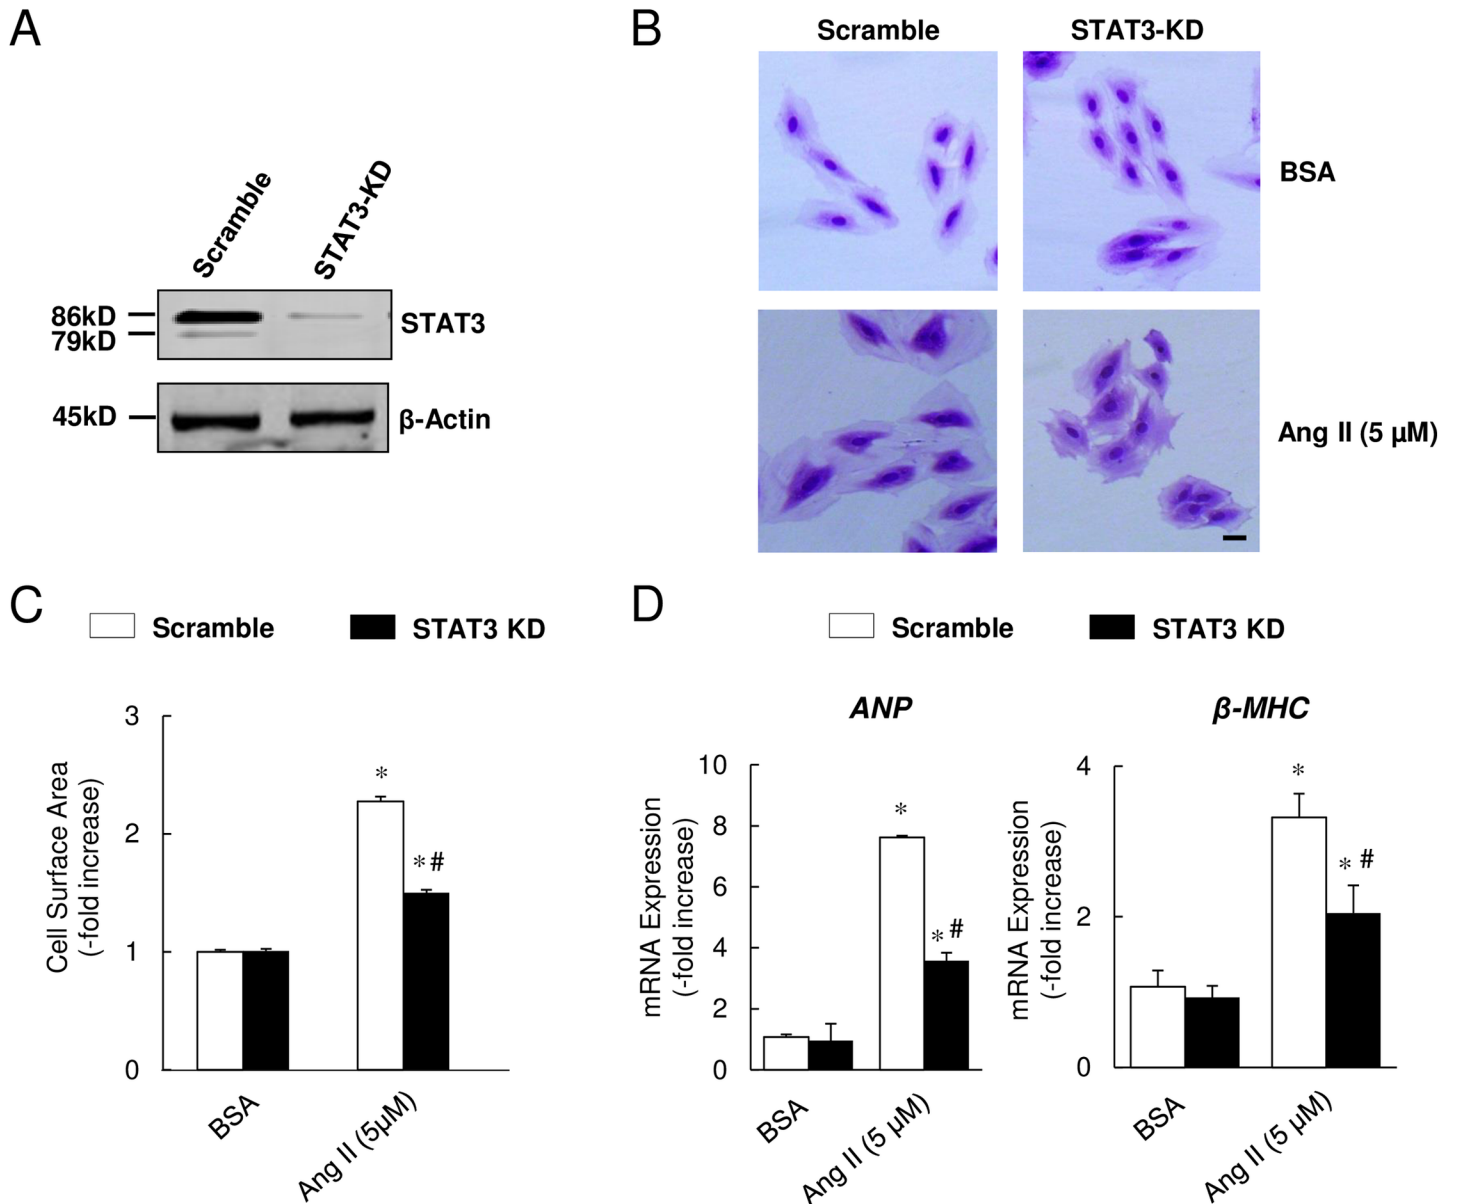 A
Scramble
STAT3-KD
86kD
79kD
STAT3
45kD
β-Actin
B
Scramble
STAT3-KD
BSA
Ang II (5 µM)
C
Scramble
STAT3 KD
3
2
1
0
Cell Surface Area
(-fold increase)
*
*#
BSA
Ang II (5µM)
D
Scramble
STAT3 KD
ANP
10
8
6
4
2
0
mRNA Expression
(-fold increase)
*
*#
BSA
Ang II (5 µM)
β-MHC
4
2
0
mRNA Expression
(-fold increase)
*
* #
BSA
Ang II (5 µM)